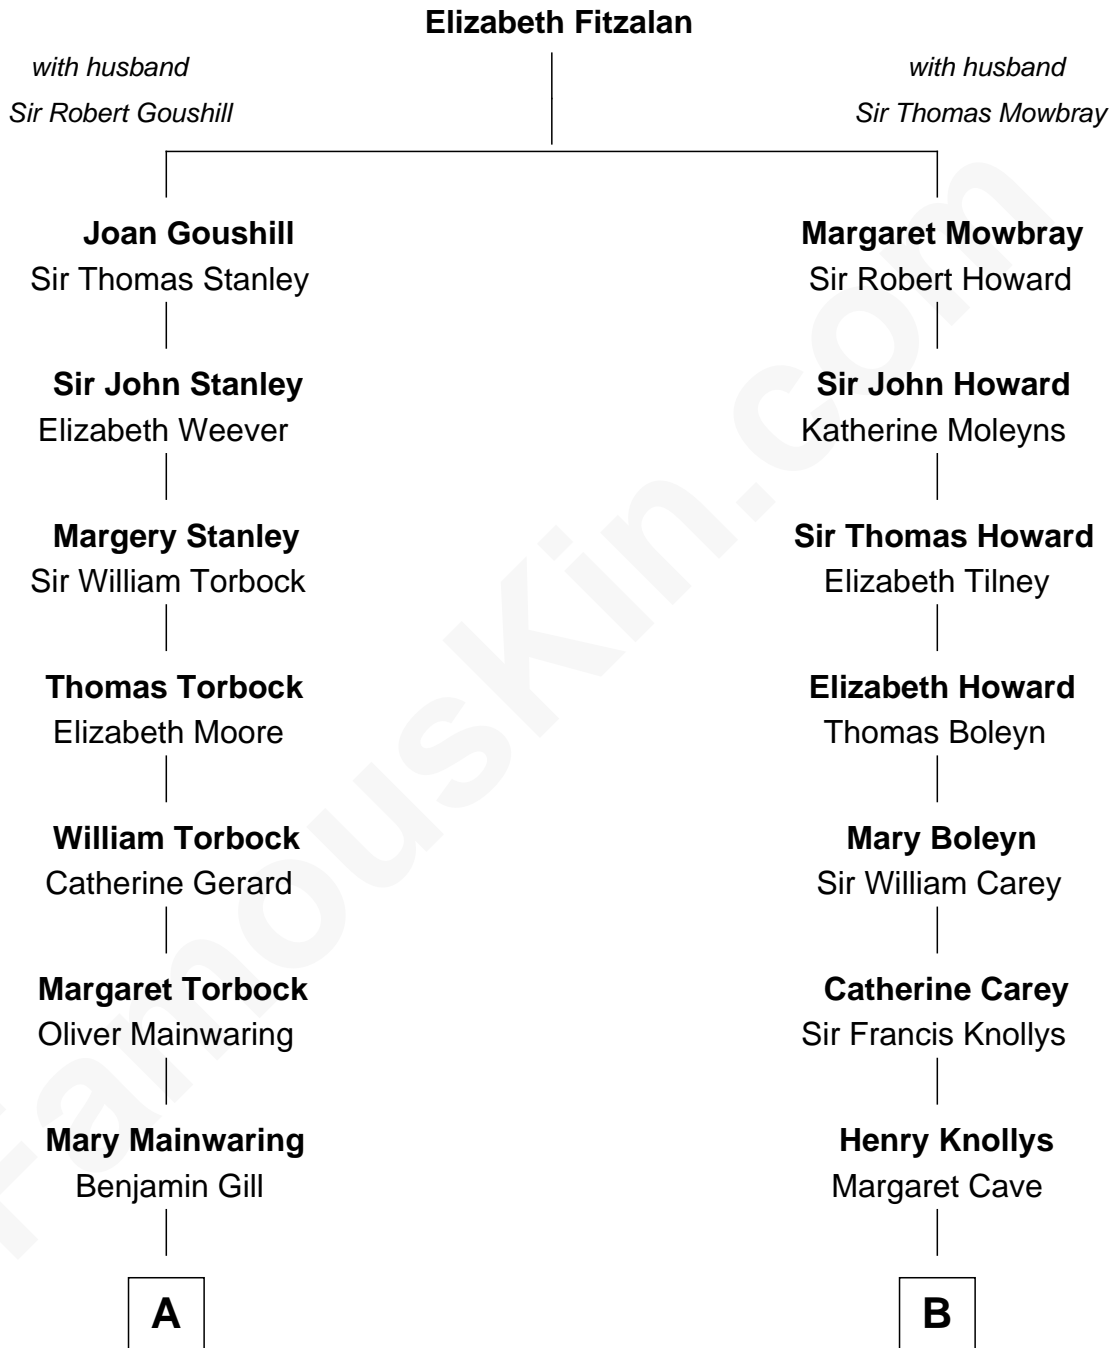 Elizabeth Fitzalan
with husband
Sir Robert Goushill
with husband
Sir Thomas Mowbray
Joan Goushill
Sir Thomas Stanley
Margaret Mowbray
Sir Robert Howard
Sir John Stanley
Elizabeth Weever
Sir John Howard
Katherine Moleyns
Margery Stanley
Sir William Torbock
Sir Thomas Howard
Elizabeth Tilney
Thomas Torbock
Elizabeth Moore
Elizabeth Howard
Thomas Boleyn
William Torbock
Catherine Gerard
Mary Boleyn
Sir William Carey
Margaret Torbock
Oliver Mainwaring
Catherine Carey
Sir Francis Knollys
Mary Mainwaring
Benjamin Gill
Henry Knollys
Margaret Cave
A
B
FamousKin.com